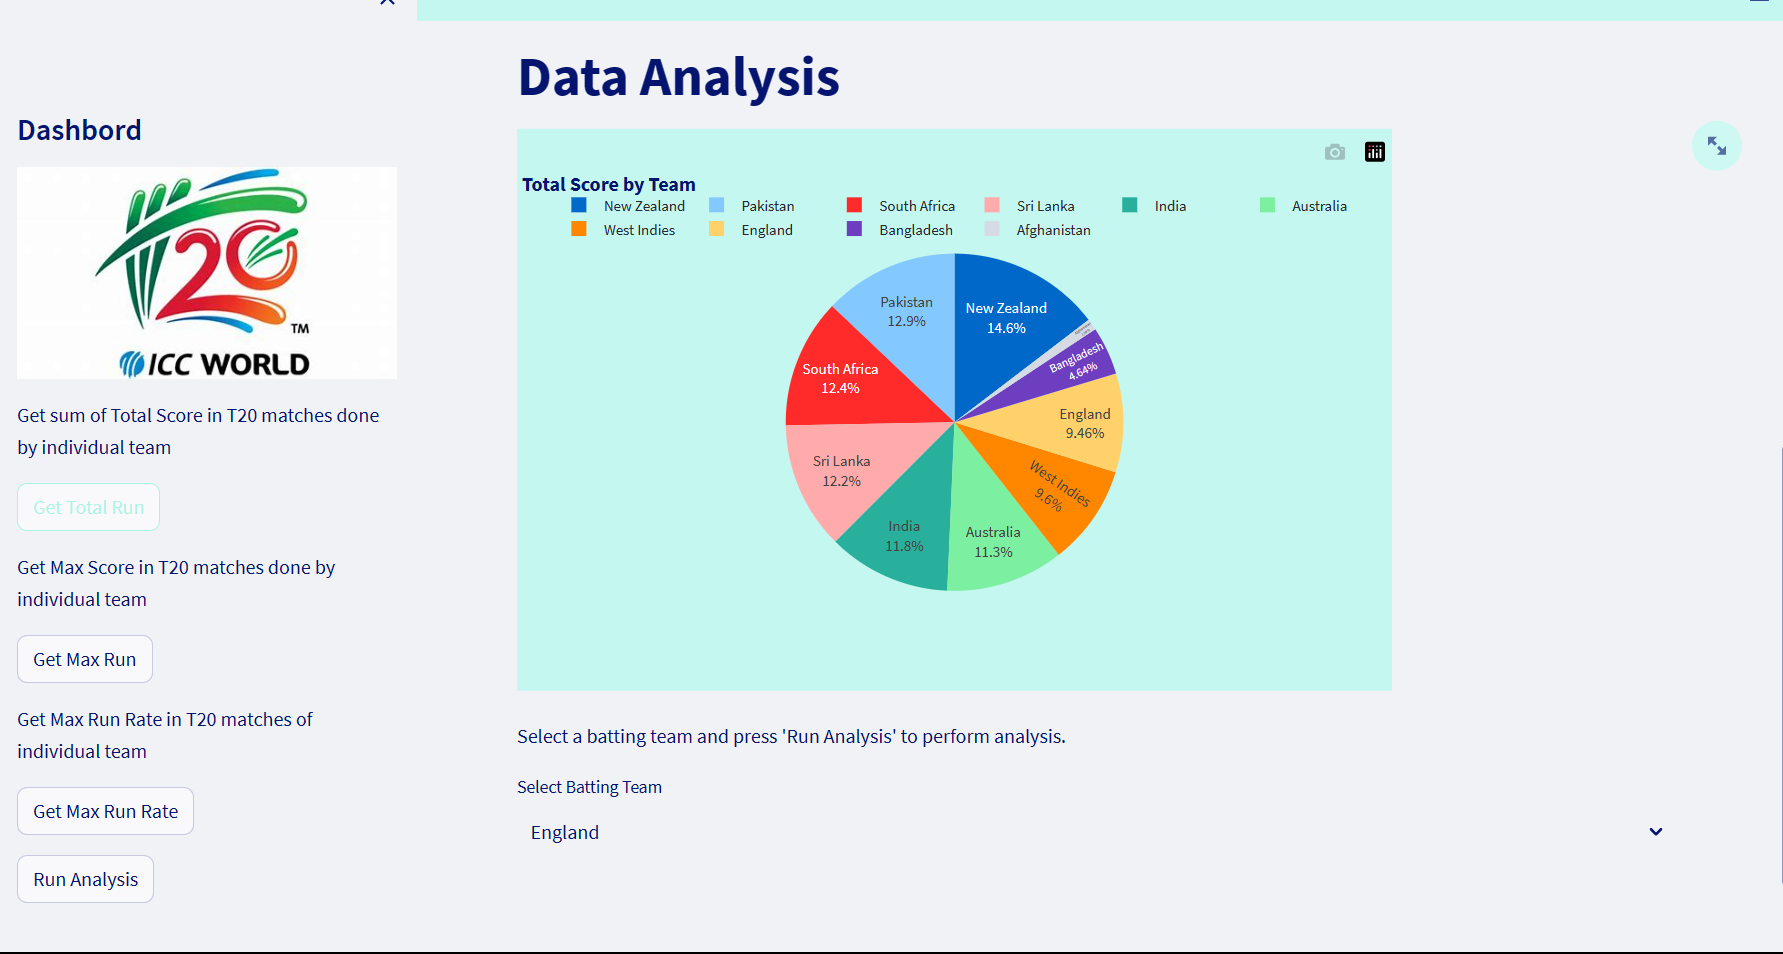 Data Analysis
Dashbord
T20
TM
ICC WORLD
Get sum of Total Score in T20 matches done
by individual team
Get Total Run
Get Max Score in T20 matches done by
individual team
Get Max Run
Get Max Run Rate in T20 matches of
individual team
Get Max Run Rate
Run Analysis
Total Score by Team
New Zealand Pakistan South Africa Sri Lanka India Australia
West Indies England Bangladesh Afghanistan
Pakistan
12.9%
New Zealand
14.6%
Bangladesh
4.64%
South Africa
12.4%
England
9.46%
Sri Lanka
12.2%
West Indies
9.6%
India
11.8%
Australia
11.3%
Select a batting team and press 'Run Analysis' to perform analysis.
Select Batting Team
England